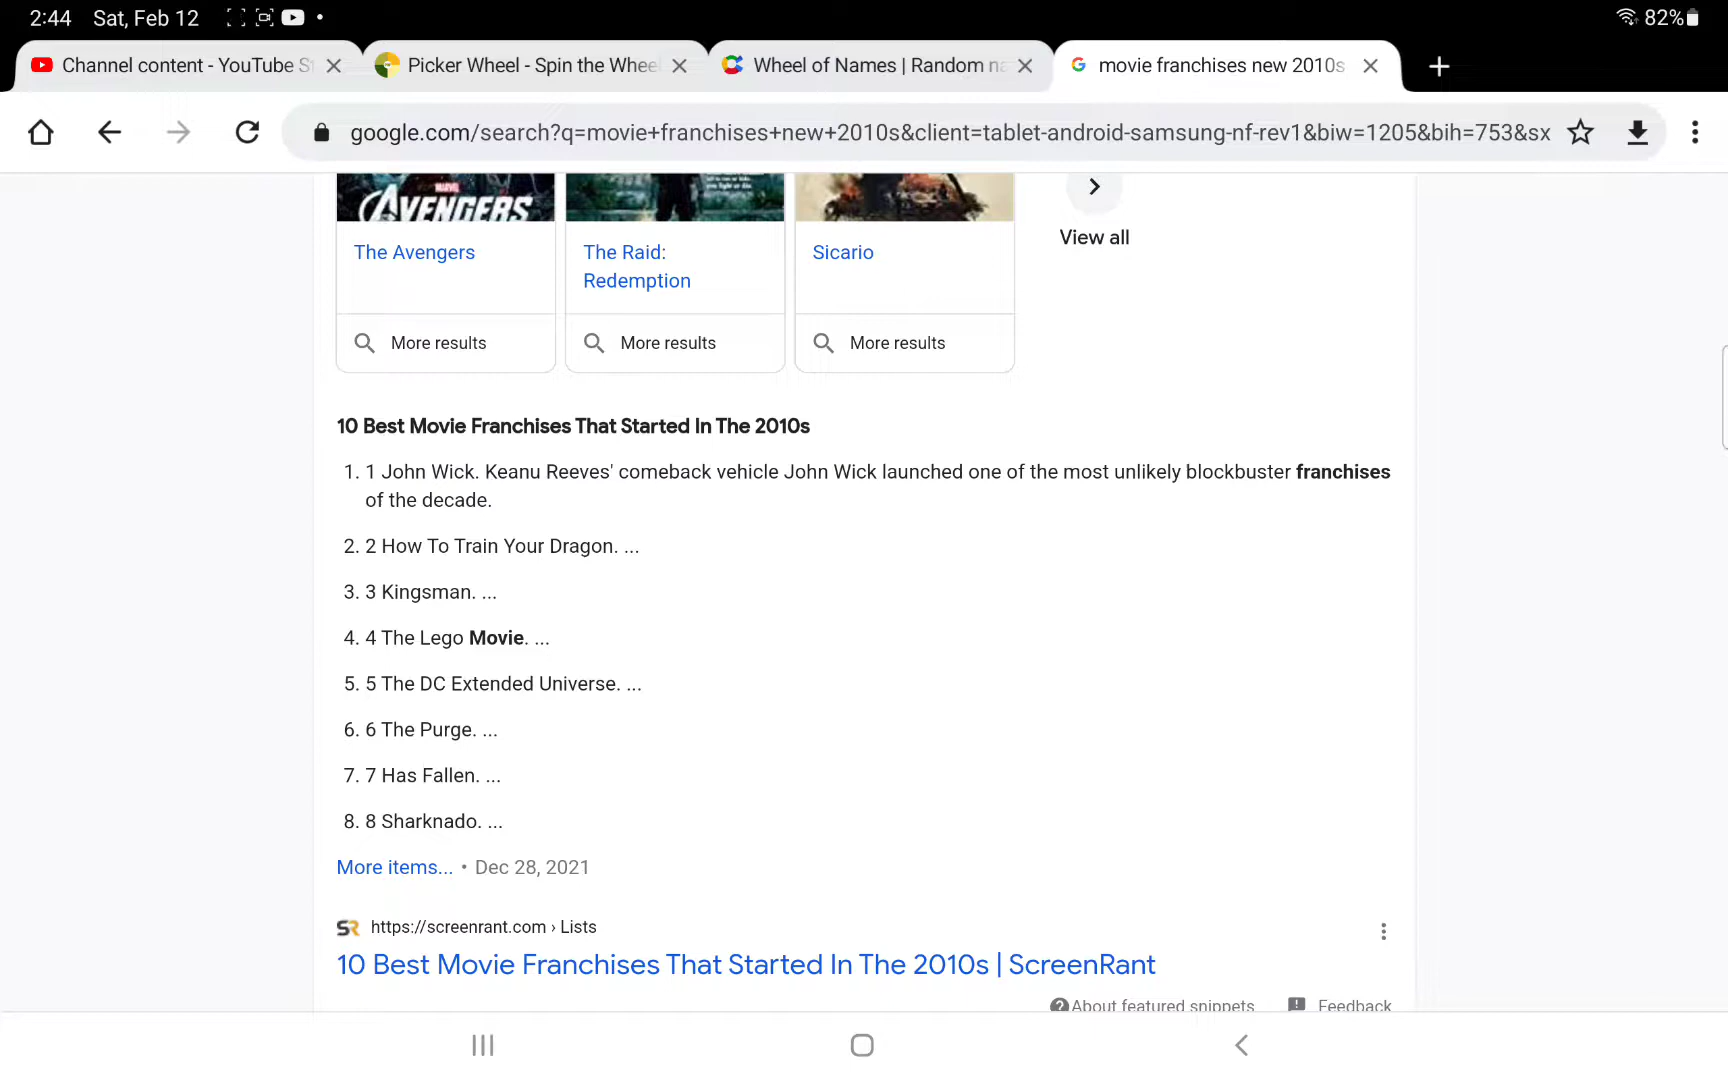 2:44 Sat, Feb 12 82%
Channel content - YouTube St Picker Wheel - Spin the Wheel Wheel of Names | Random na movie franchises new 2010s
google.com/search?q=movie+franchises+new+2010s&client=tablet-android-samsung-nf-rev1&biw=1205&bih=753&sx
MARVEL
AVENGERS
The Avengers
The Raid:
Redemption
Sicario
View all
More results More results More results
10 Best Movie Franchises That Started In The 2010s
1. 1 John Wick. Keanu Reeves' comeback vehicle John Wick launched one of the most unlikely blockbuster franchises
of the decade.
2. 2 How To Train Your Dragon. ...
3. 3 Kingsman. ...
4. 4 The Lego Movie. ...
5. 5 The DC Extended Universe. ...
6. 6 The Purge. ...
7. 7 Has Fallen. ...
8. 8 Sharknado. ...
More items... • Dec 28, 2021
SR https://screenrant.com › Lists
10 Best Movie Franchises That Started In The 2010s | ScreenRant
About featured snippets Feedback